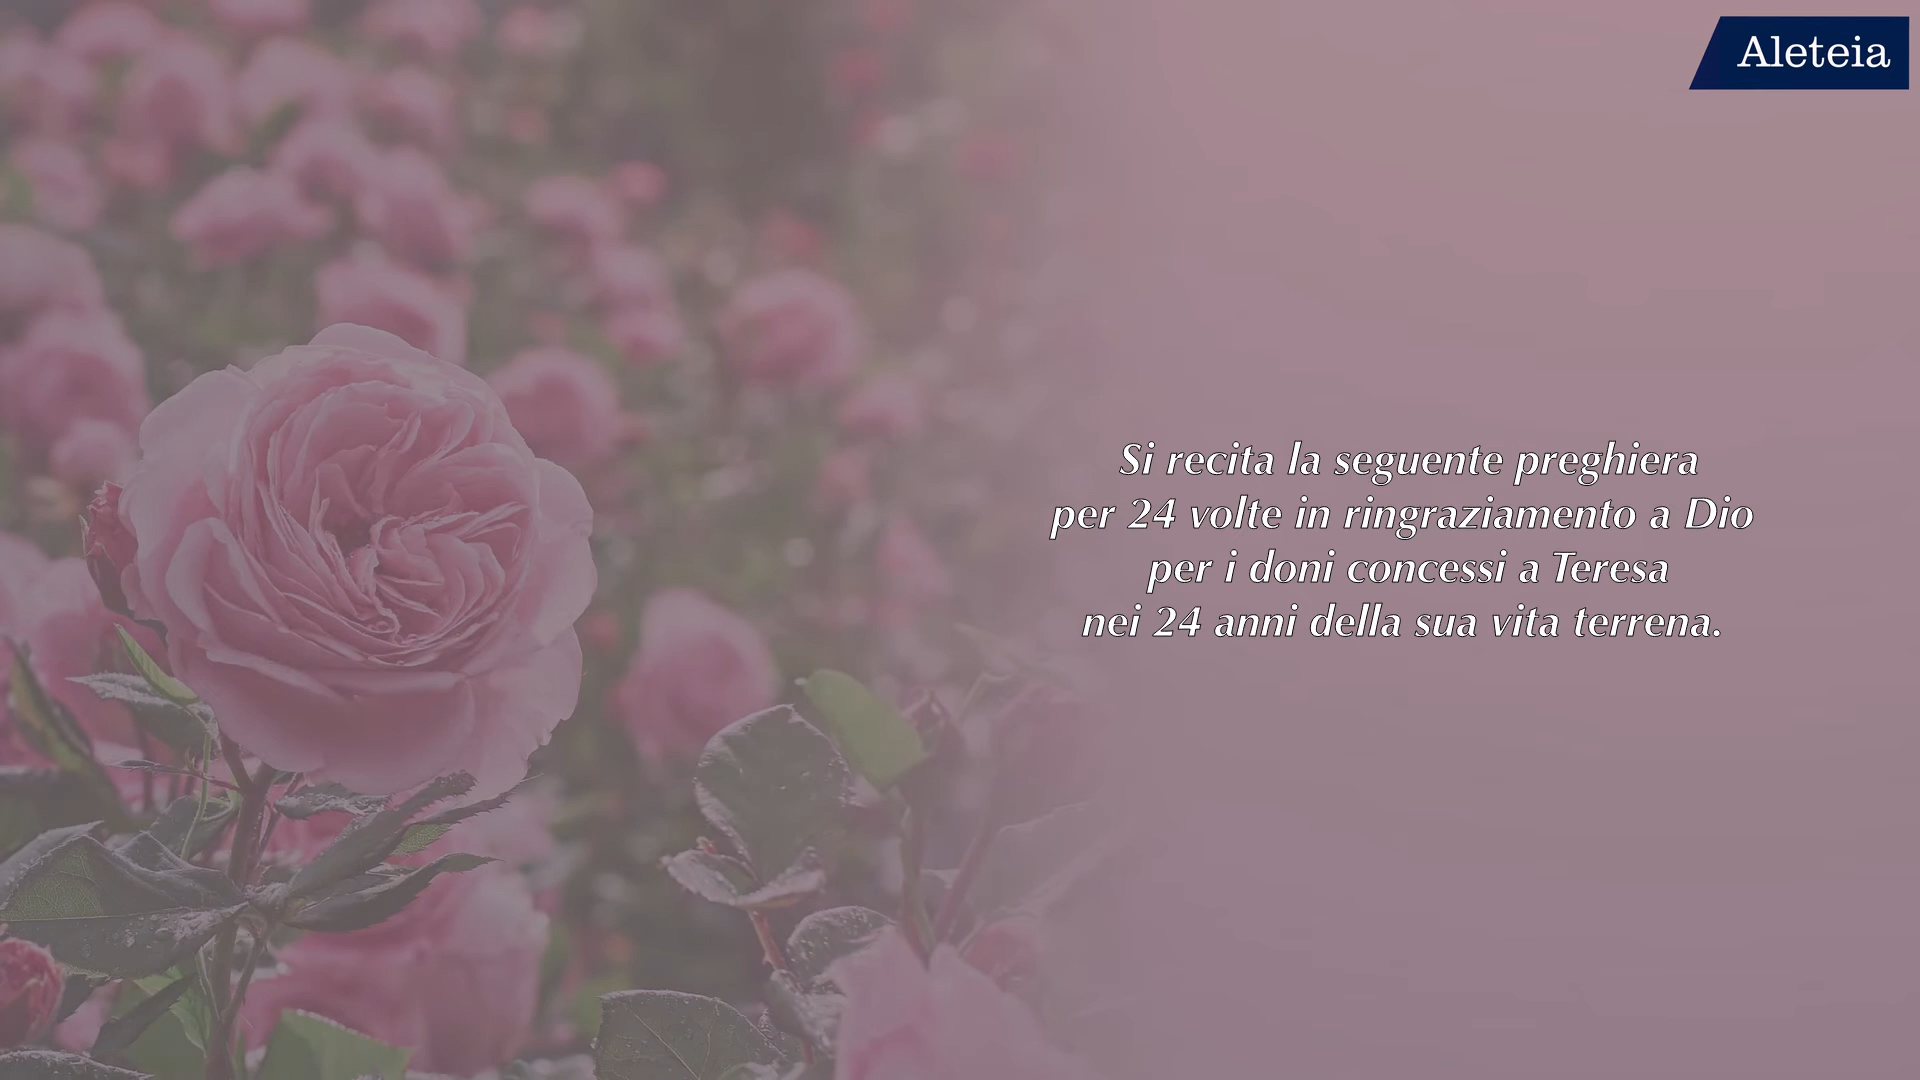 Aleteia
Si recita la seguente preghiera
per 24 volte in ringraziamento a Dio
per i doni concessi a Teresa
nei 24 anni della sua vita terrena.